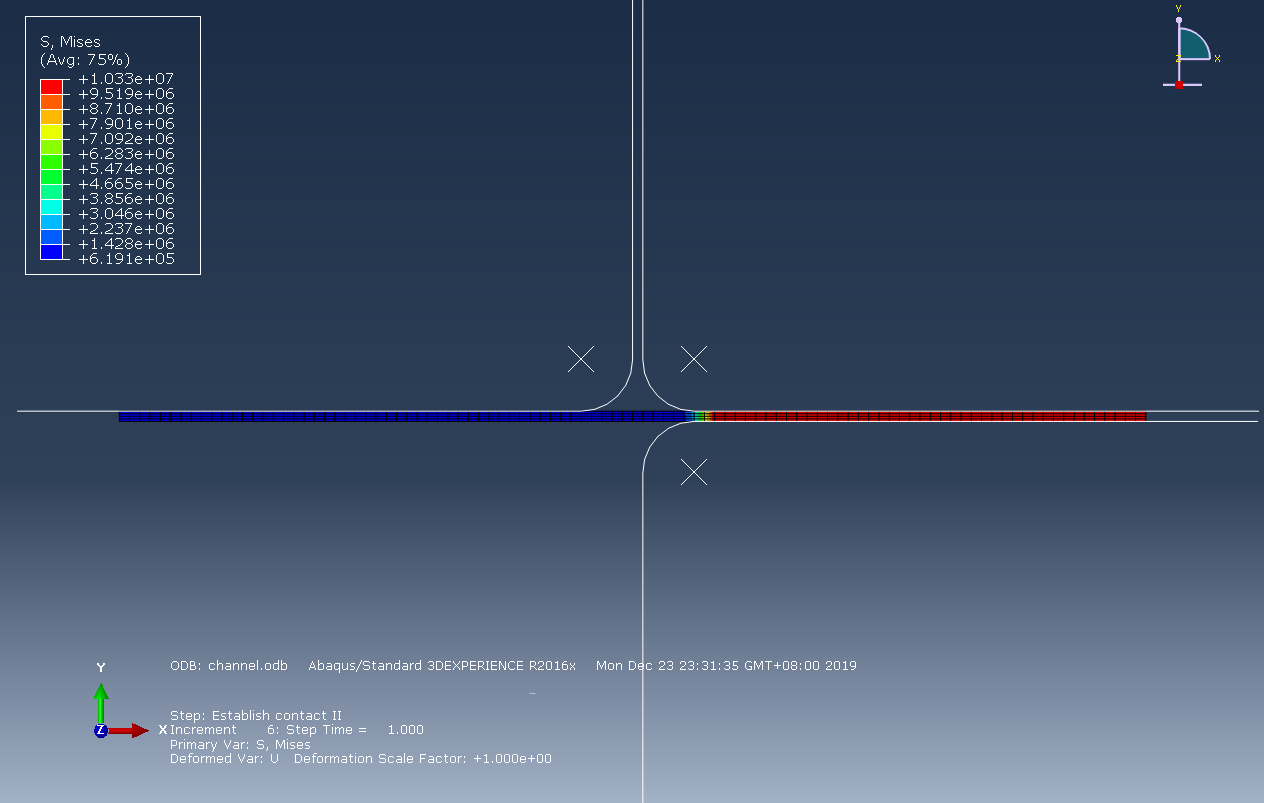 S, Mises
(Avg: 75%)
+1.033e+07
+9.519e+06
+8.710e+06
+7.901e+06
+7.092e+06
+6.283e+06
+5.474e+06
+4.665e+06
+3.856e+06
+3.046e+06
+2.237e+06
+1.428e+06
+6.191e+05
Y
Z X
Y
Z X
ODB: channel.odb Abaqus/Standard 3DEXPERIENCE R2016x Mon Dec 23 23:31:35 GMT+08:00 2019
Step: Establish contact II
Increment 6: Step Time = 1.000
Primary Var: S, Mises
Deformed Var: U Deformation Scale Factor: +1.000e+00